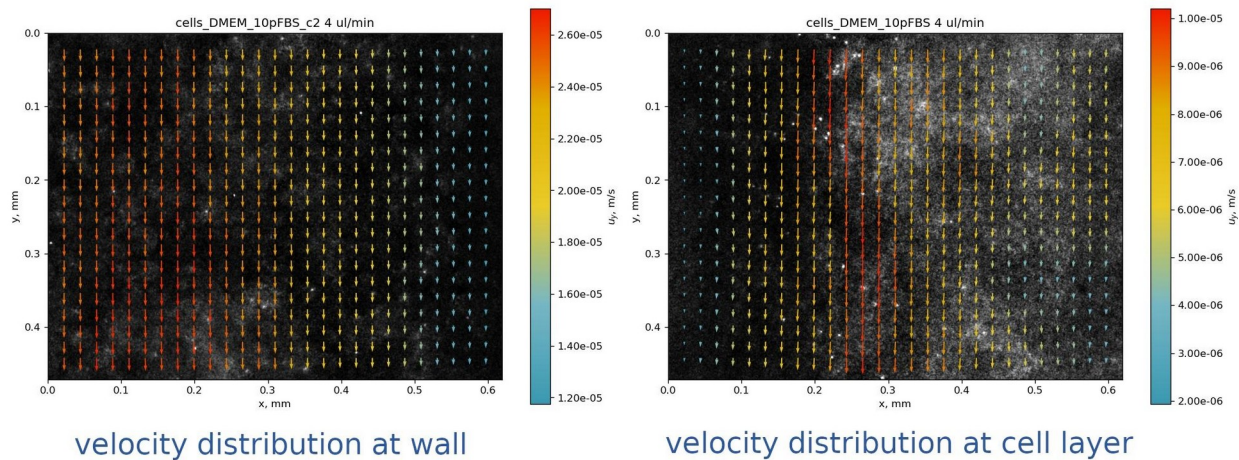 cells_DMEM_10pFBS_c2 4 ul/min
0.0
0.1
0.2
0.3
0.4
y, mm
0.0
0.1
0.2
0.3
0.4
0.5
0.6
x, mm
2.60e-05
2.40e-05
2.20e-05
2.00e-05
1.80e-05
1.60e-05
1.40e-05
1.20e-05
uy, m/s
velocity distribution at wall
cells_DMEM_10pFBS 4 ul/min
0.0
0.1
0.2
0.3
0.4
y, mm
0.0
0.1
0.2
0.3
0.4
0.5
0.6
x, mm
1.00e-05
9.00e-06
8.00e-06
7.00e-06
6.00e-06
5.00e-06
4.00e-06
3.00e-06
2.00e-06
uy, m/s
velocity distribution at cell layer